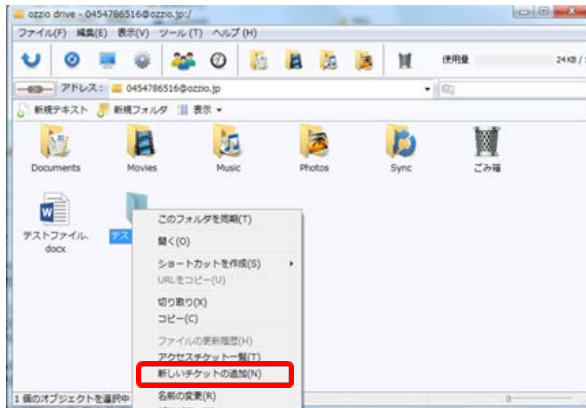 ozzio drive - 0454786516@ozzio.jp:/
ファイル(F) 編集(E) 表示(V) ツール(T) ヘルプ(H)
使用量 24 KB /
アドレス: 0454786516@ozzio.jp
新規テキスト 新規フォルダ 表示
Documents Movies Music Photos Sync ごみ箱
テストファイル.docx
このフォルダを同期(T)
開く(O)
ショートカットを作成(S)
URLをコピー(U)
切り取り(X)
コピー(C)
ファイルの更新履歴(H)
アクセスチケット一覧(T)
新しいチケットの追加(N)
名前の変更(R)
1 個のオブジェクトを選択中